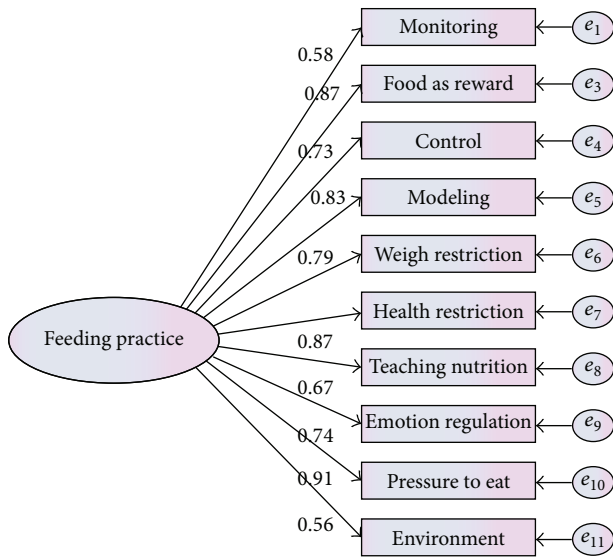 Monitoring
e1
0.58
Food as reward
e3
0.87
Control
e4
0.73
Modeling
e5
0.83
Weigh restriction
e6
0.79
Health restriction
e7
Feeding practice
0.87
Teaching nutrition
e8
0.67
Emotion regulation
e9
0.74
Pressure to eat
e10
0.91
Environment
e11
0.56